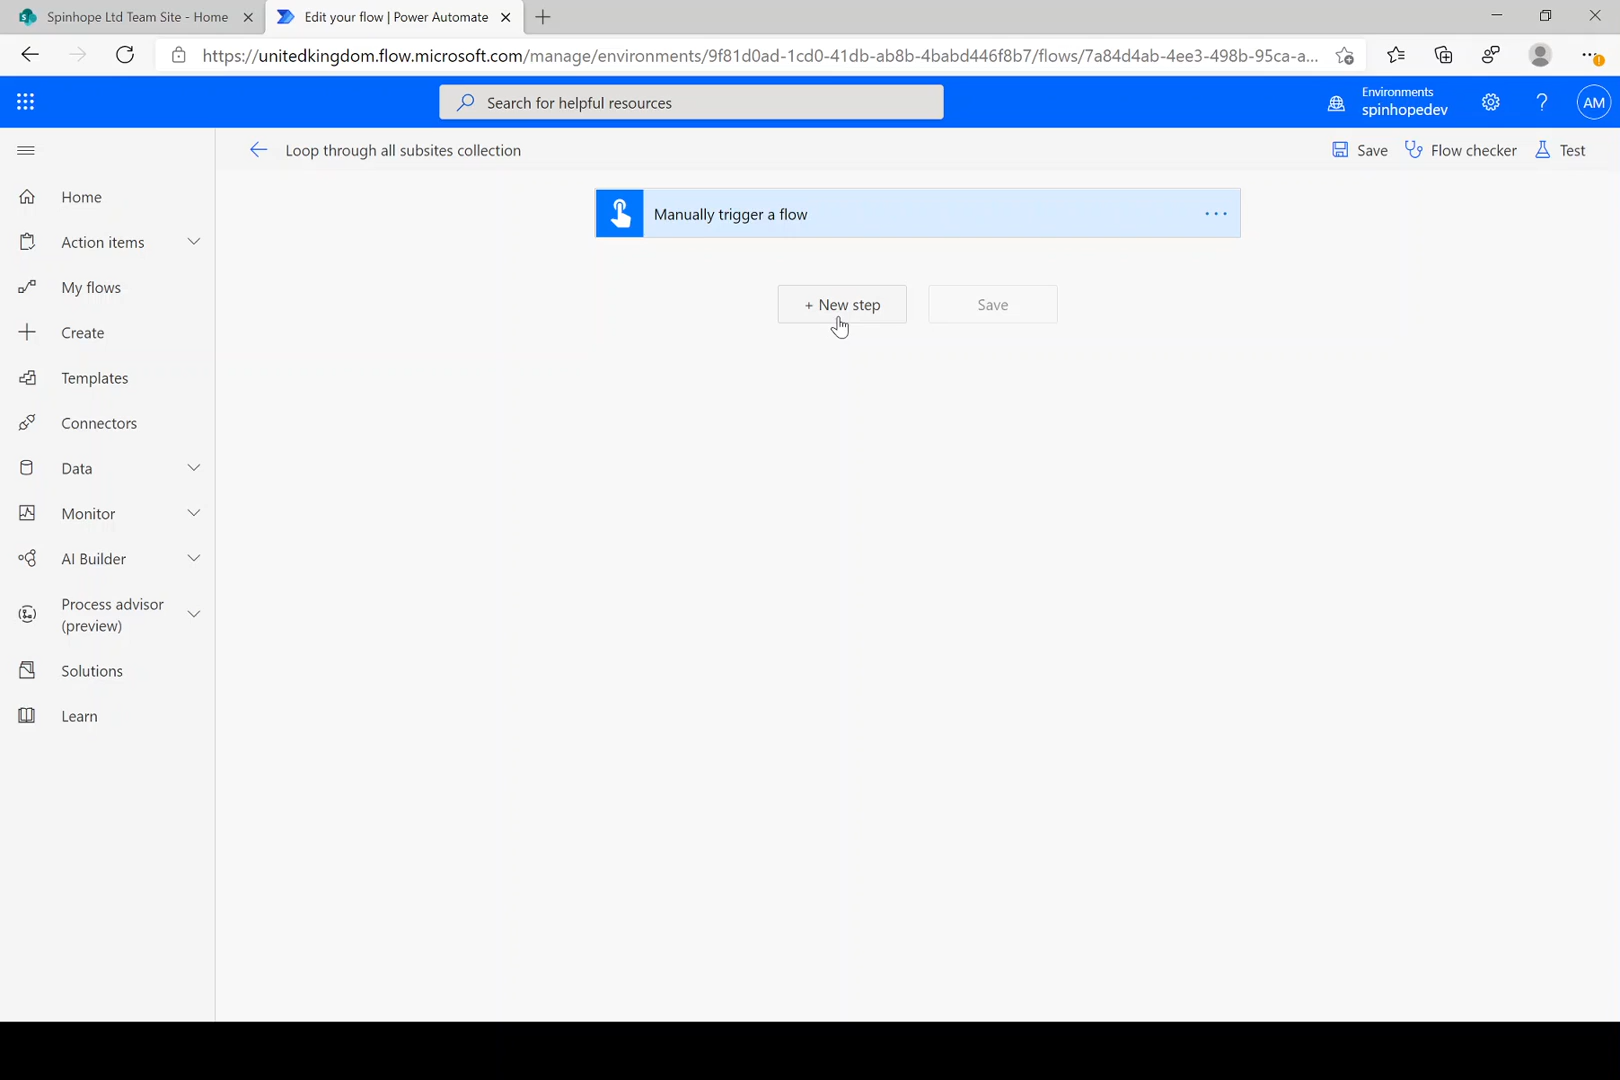 Spinhope Ltd Team Site - Home
Edit your flow | Power Automate
https://unitedkingdom.flow.microsoft.com/manage/environments/9f81d0ad-1cd0-41db-ab8b-4babd446f8b7/flows/7a84d4ab-4ee3-498b-95ca-a...
Search for helpful resources
Environments
spinhopedev
?
AM
Loop through all subsites collection
Save
Flow checker
Test
Home
Action items
My flows
Create
Templates
Connectors
Data
Monitor
AI Builder
Process advisor
(preview)
Solutions
Learn
Manually trigger a flow
...
+ New step
Save